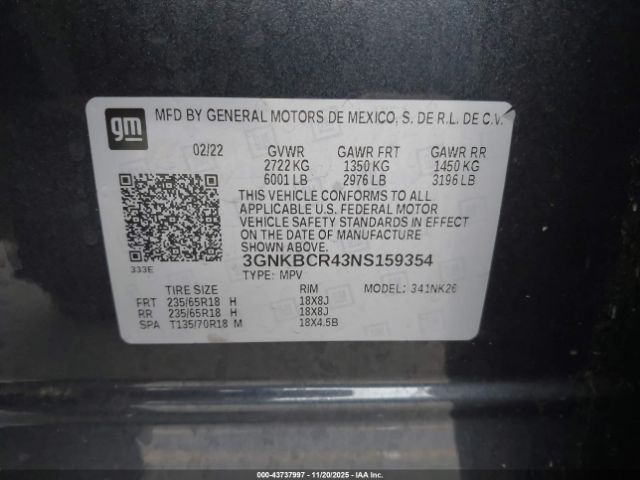 gm
MFD BY GENERAL MOTORS DE MEXICO, S. DE R.L. DE C.V.
02/22 GVWR GAWR FRT GAWR RR
2722 KG 1350 KG 1450 KG
6001 LB 2976 LB 3196 LB
THIS VEHICLE CONFORMS TO ALL
APPLICABLE U.S. FEDERAL MOTOR
VEHICLE SAFETY STANDARDS IN EFFECT
ON THE DATE OF MANUFACTURE
SHOWN ABOVE.
333E
3GNKBCR43NS159354
TYPE: MPV
TIRE SIZE RIM MODEL: 341NK26
FRT 235/65R18 H 18X8J
RR 235/65R18 H 18X8J
SPA T135/70R18 M 18X4.5B
000-43737997 - 11/20/2025 - IAAI.COM